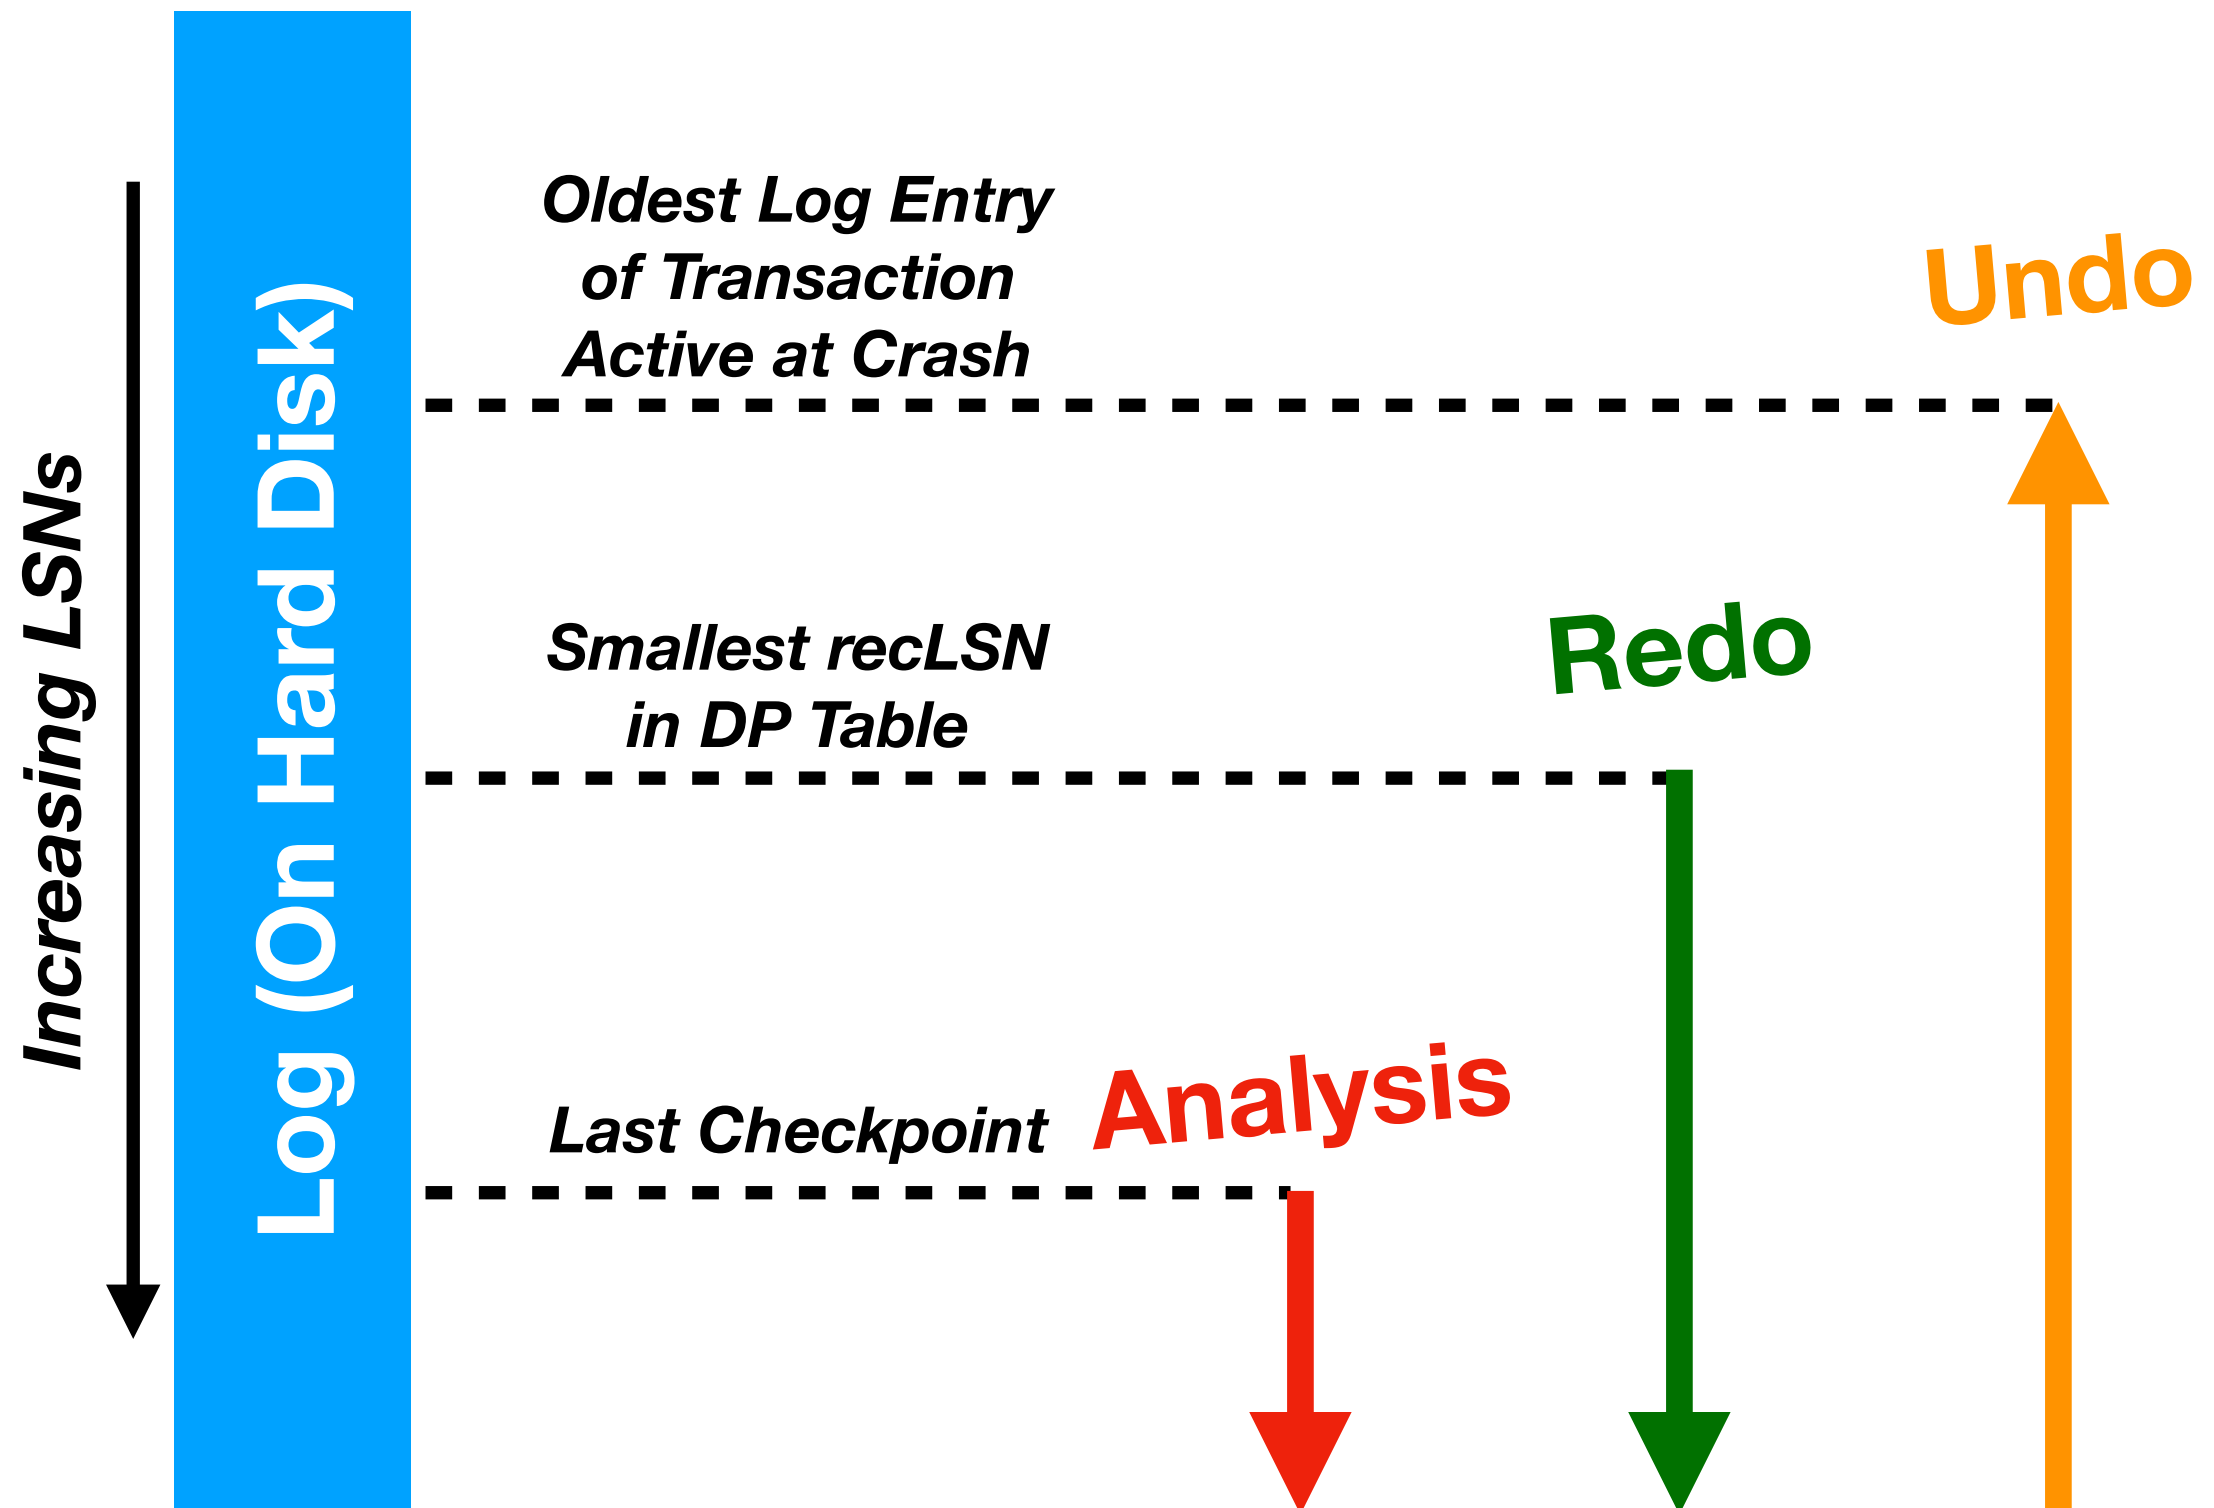 Increasing LSNs
Log (On Hard Disk)
Oldest Log Entry
of Transaction
Active at Crash
Undo
Smallest recLSN
in DP Table
Redo
Last Checkpoint
Analysis